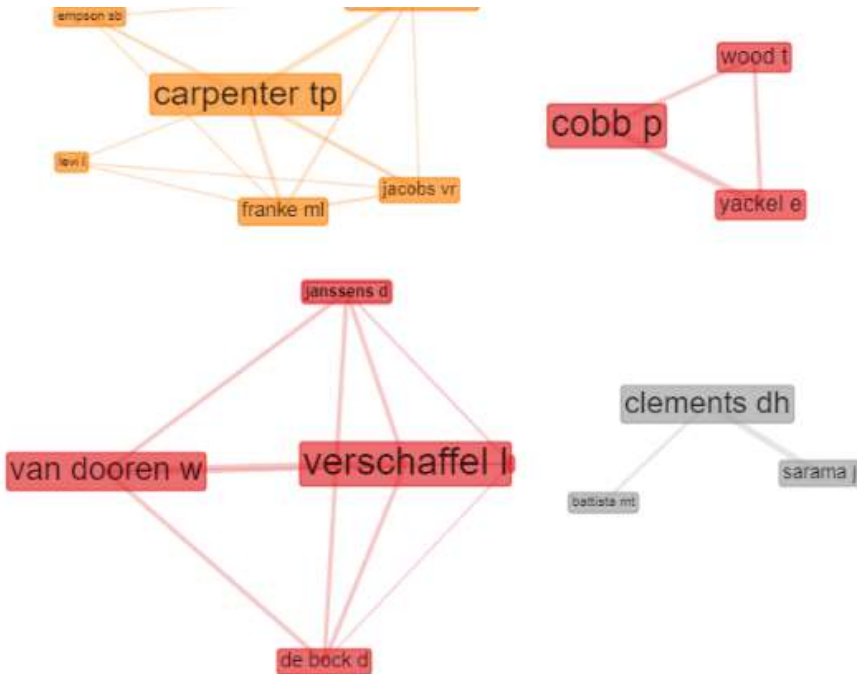 empson sb
carpenter tp
levi l
franke ml
jacobs vr
wood t
cobb p
yackel e
janssens d
van dooren w
verschaffel l
de bock d
clements dh
battista mt
sarama j